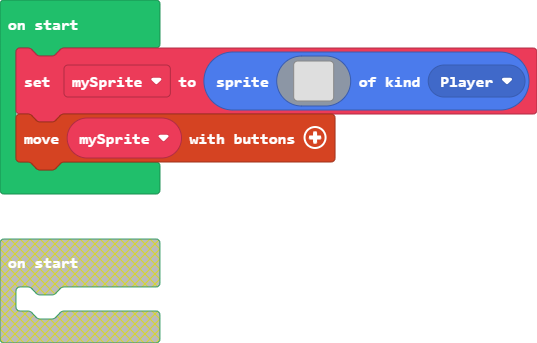 on start
set mySprite to sprite of kind Player
move mySprite with buttons
on start